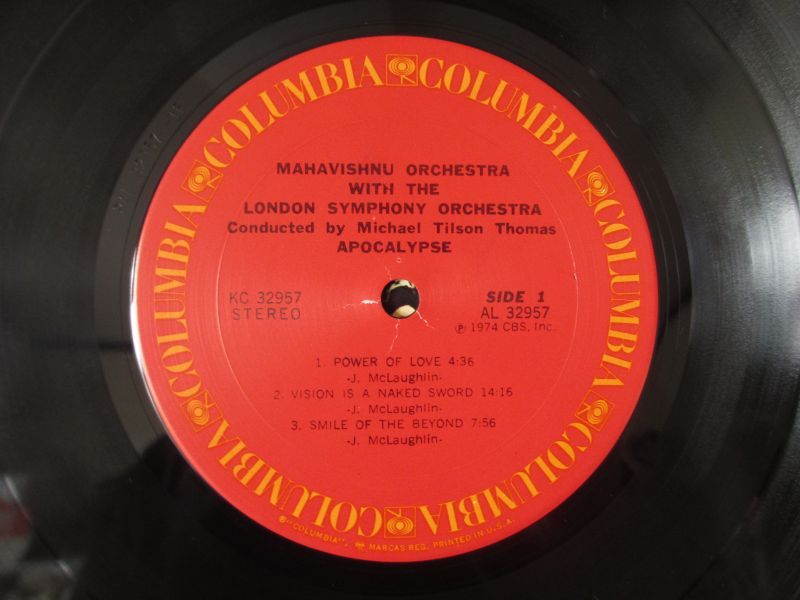 COLUMBIA COLUMBIA COLUMBIA COLUMBIA COLUMBIA COLUMBIA
MAHAVISHNU ORCHESTRA
WITH THE
LONDON SYMPHONY ORCHESTRA
Conducted by Michael Tilson Thomas
APOCALYPSE
KC 32957
STEREO
SIDE 1
AL 32957
Ⓟ 1974 CBS, Inc.
1. POWER OF LOVE 4:36
-J. McLaughlin-
2. VISION IS A NAKED SWORD 14:16
-J. McLaughlin-
3. SMILE OF THE BEYOND 7:56
-J. McLaughlin-
®"COLUMBIA", MARCAS REG. PRINTED IN U.S.A.